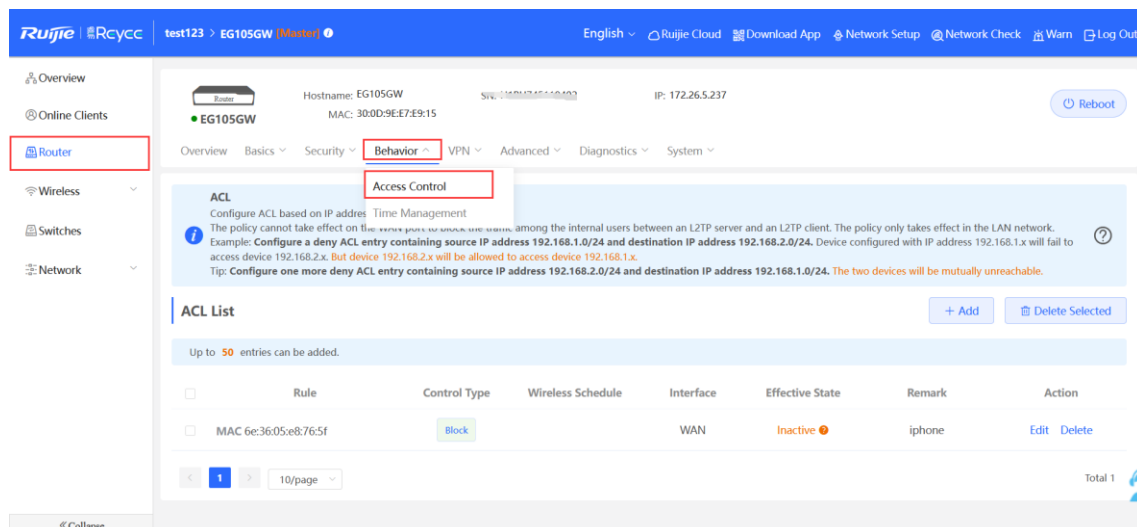 Ruijie | Reyee test123 > EG105GW [Master] English Ruijie Cloud Download App Network Setup Network Check Warn Log Out
Overview
Online Clients
Router
Wireless
Switches
Network
Collapse
Router
EG105GW
Hostname: EG105GW SN: IP: 172.26.5.237
MAC: 30:0D:9E:E7:E9:15
Reboot
Overview Basics Security Behavior VPN Advanced Diagnostics System
Access Control
Time Management
ACL
Configure ACL based on IP addres
The policy cannot take effect on the WAN port to block the traffic among the internal users between an L2TP server and an L2TP client. The policy only takes effect in the LAN network.
Example: Configure a deny ACL entry containing source IP address 192.168.1.0/24 and destination IP address 192.168.2.0/24. Device configured with IP address 192.168.1.x will fail to
access device 192.168.2.x. But device 192.168.2.x will be allowed to access device 192.168.1.x.
Tip: Configure one more deny ACL entry containing source IP address 192.168.2.0/24 and destination IP address 192.168.1.0/24. The two devices will be mutually unreachable.
ACL List
+ Add Delete Selected
Up to 50 entries can be added.
Rule Control Type Wireless Schedule Interface Effective State Remark Action
MAC 6e:36:05:e8:76:5f Block WAN Inactive iphone Edit Delete
< 1 > 10/page Total 1